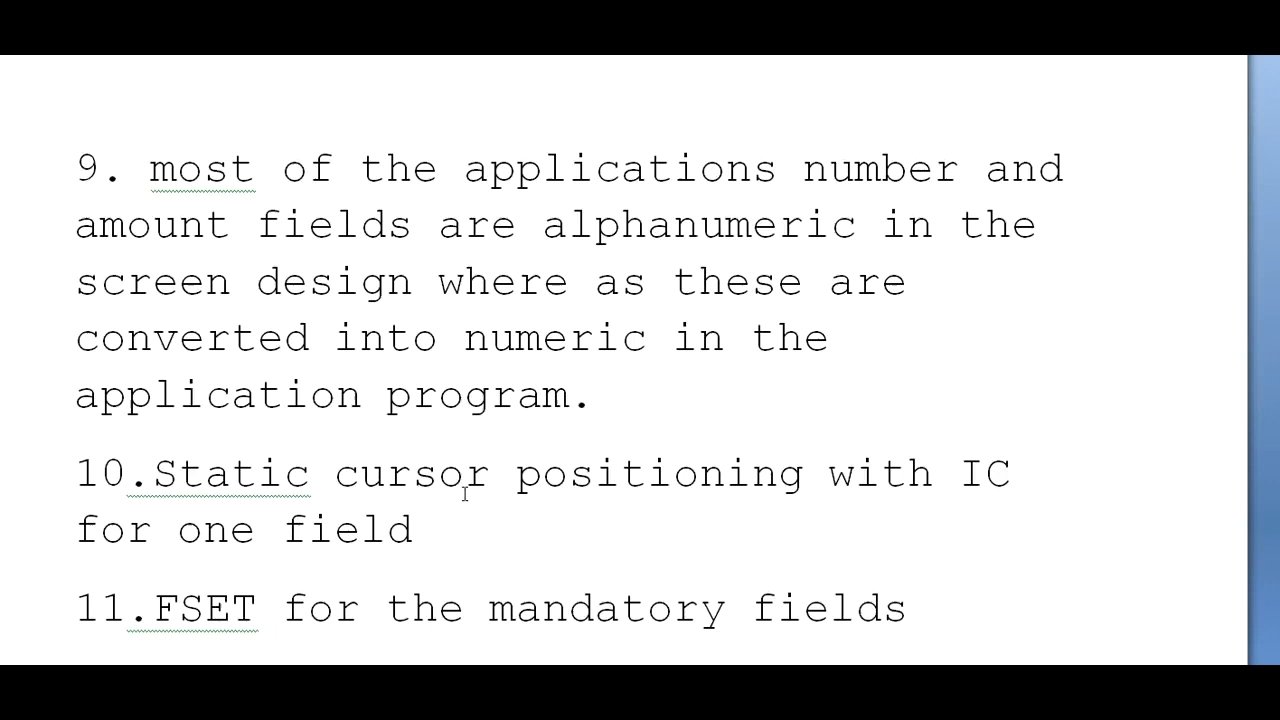 9. most of the applications number and
amount fields are alphanumeric in the
screen design where as these are
converted into numeric in the
application program.
10.Static cursor positioning with IC
for one field
11.FSET for the mandatory fields